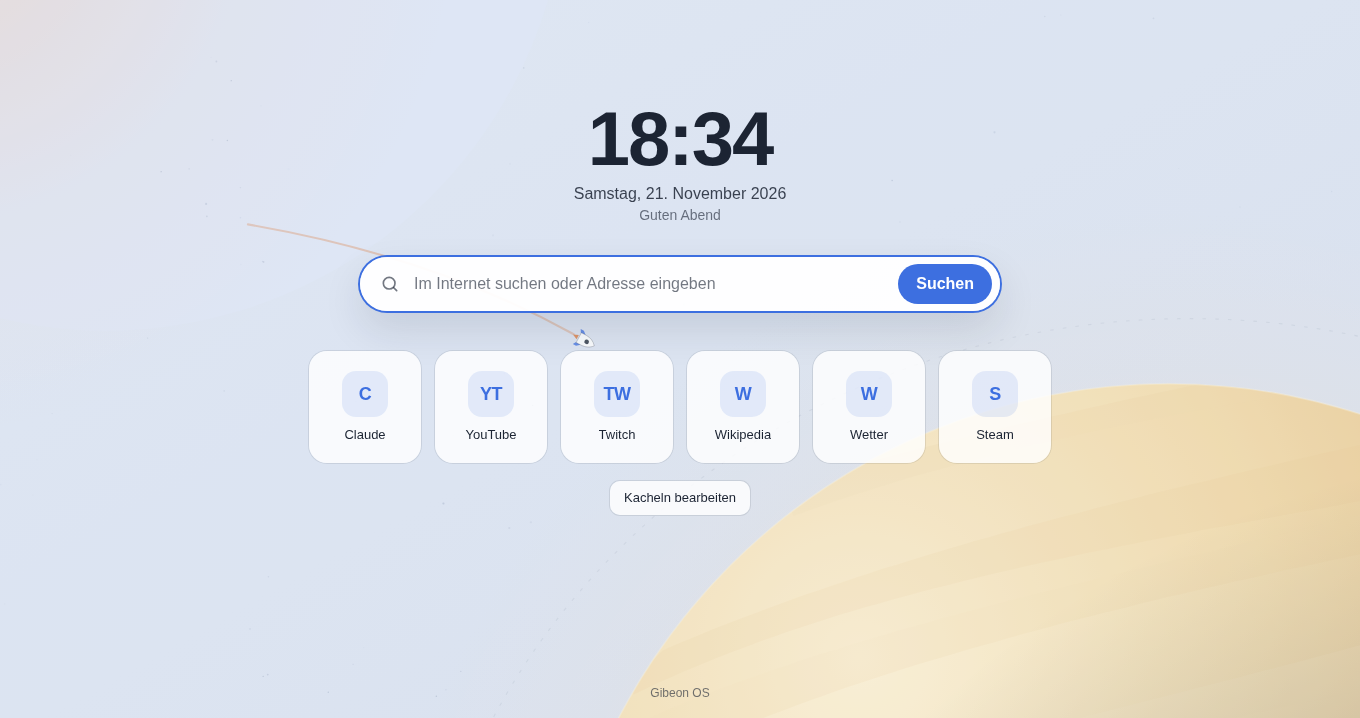 18:34
Samstag, 21. November 2026
Guten Abend
Im Internet suchen oder Adresse eingeben
Suchen
C
YT
TW
W
W
S
Claude
YouTube
Twitch
Wikipedia
Wetter
Steam
Kacheln bearbeiten
Gibeon OS